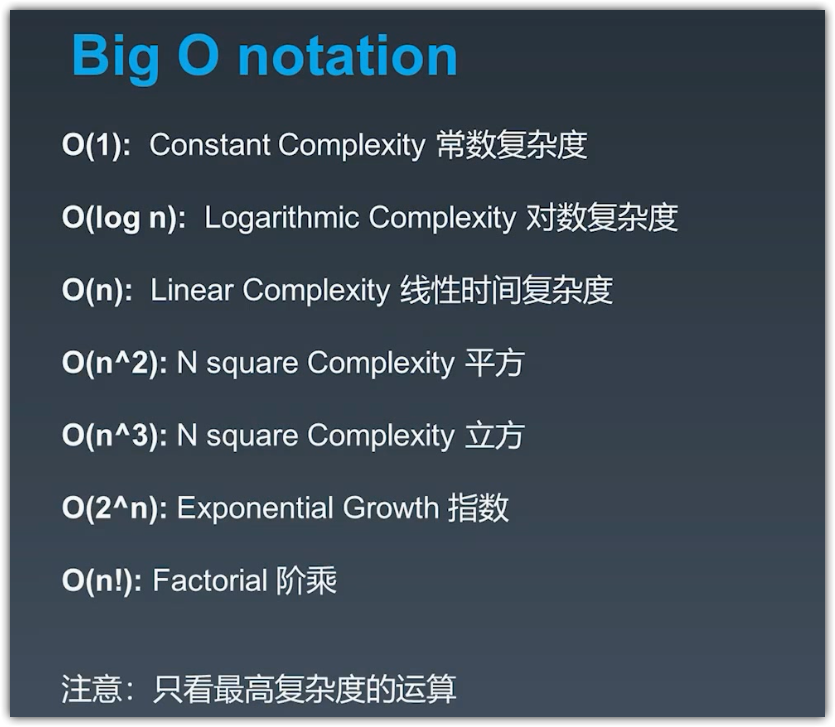 Big O notation
O(1): Constant Complexity 常数复杂度
O(log n): Logarithmic Complexity 对数复杂度
O(n): Linear Complexity 线性时间复杂度
O(n^2): N square Complexity 平方
O(n^3): N square Complexity 立方
O(2^n): Exponential Growth 指数
O(n!): Factorial 阶乘
注意：只看最高复杂度的运算